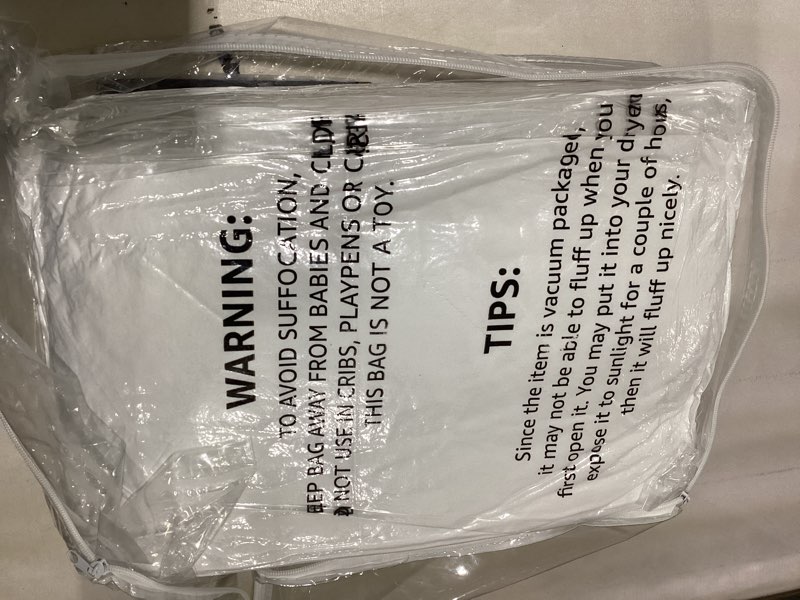 WARNING:
TO AVOID SUFFOCATION,
EEP BAG AWAY FROM BABIES AND
NOT USE IN CRIBS, PLAYPENS OR
THIS BAG IS NOT A TOY.
TIPS:
Since the item is vacuum packaged,
it may not be able to fluff up when you
first open it. You may put it into your dryer,
expose it to sunlight for a couple of hours,
then it will fluff up nicely.